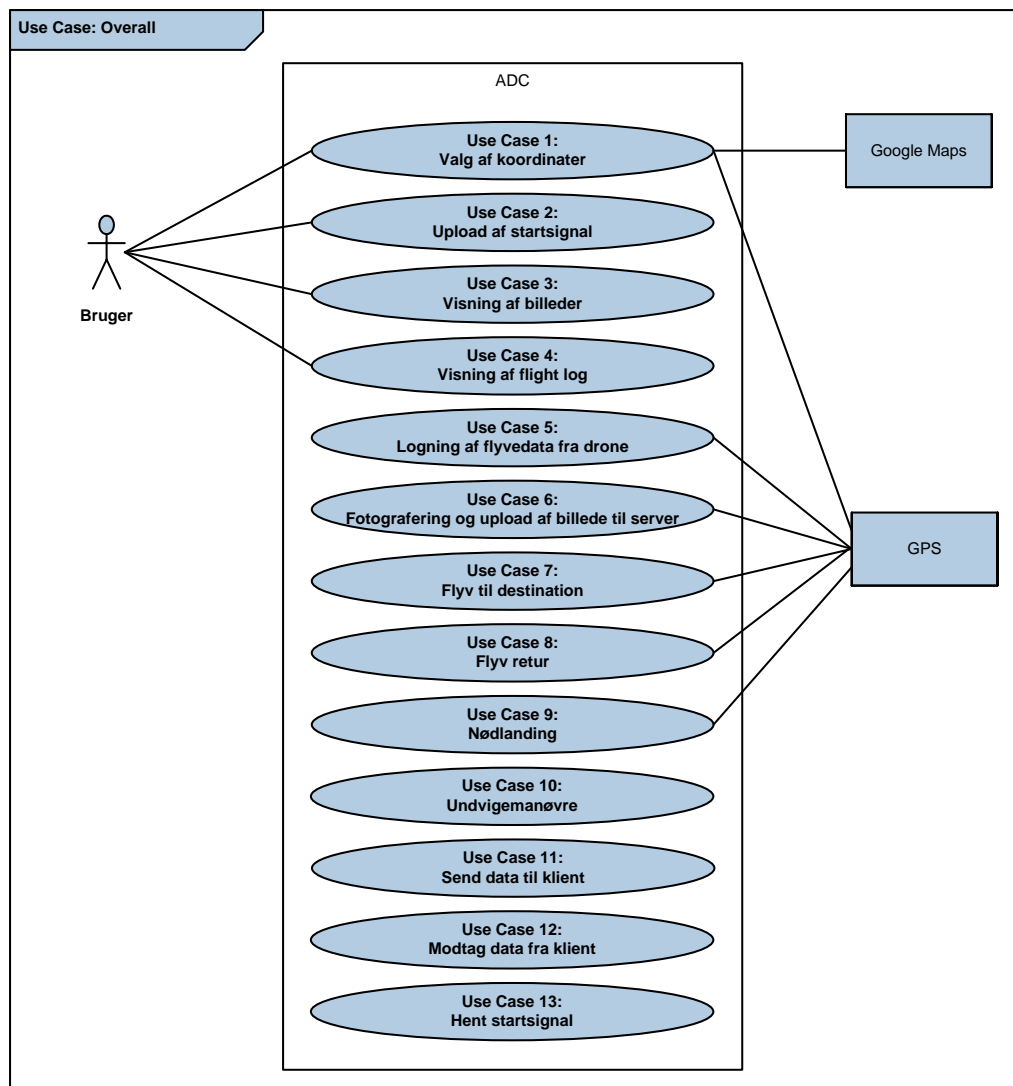 Use Case: Overall
ADC
Use Case 1:
Valg af koordinater
Google Maps
Use Case 2:
Upload af startsignal
Use Case 3:
Visning af billeder
Bruger
Use Case 4:
Visning af flight log
Use Case 5:
Logning af flyvedata fra drone
Use Case 6:
Fotografering og upload af billede til server
GPS
Use Case 7:
Flyv til destination
Use Case 8:
Flyv retur
Use Case 9:
Nødlanding
Use Case 10:
Undvigemanøvre
Use Case 11:
Send data til klient
Use Case 12:
Modtag data fra klient
Use Case 13:
Hent startsignal